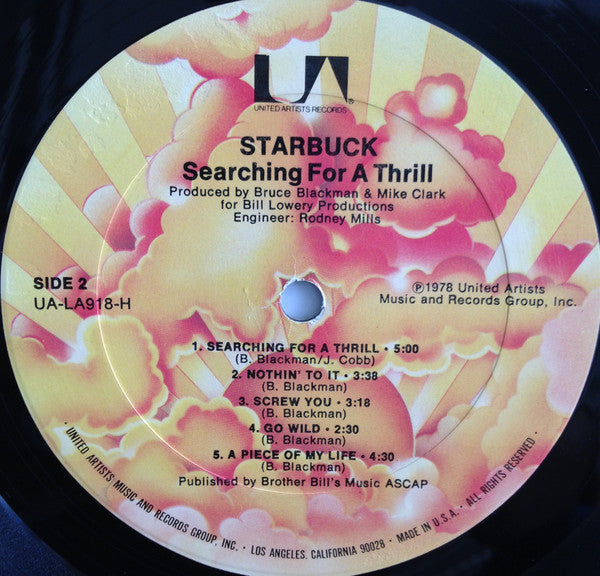 UA
UNITED ARTISTS RECORDS®
STARBUCK
Searching For A Thrill
Produced by Bruce Blackman & Mike Clark
for Bill Lowery Productions
Engineer: Rodney Mills
SIDE 2
UA-LA918-H
℗1978 United Artists
Music and Records Group, Inc.
1. SEARCHING FOR A THRILL • 5:00
(B. Blackman/J. Cobb)
2. NOTHIN' TO IT • 3:38
(B. Blackman)
3. SCREW YOU • 3:18
(B. Blackman)
4. GO WILD • 2:30
(B. Blackman)
5. A PIECE OF MY LIFE • 4:30
(B. Blackman)
Published by Brother Bill's Music ASCAP
• UNITED ARTISTS MUSIC AND RECORDS GROUP, INC. • LOS ANGELES, CALIFORNIA 90028 • MADE IN U.S.A. • ALL RIGHTS RESERVED •